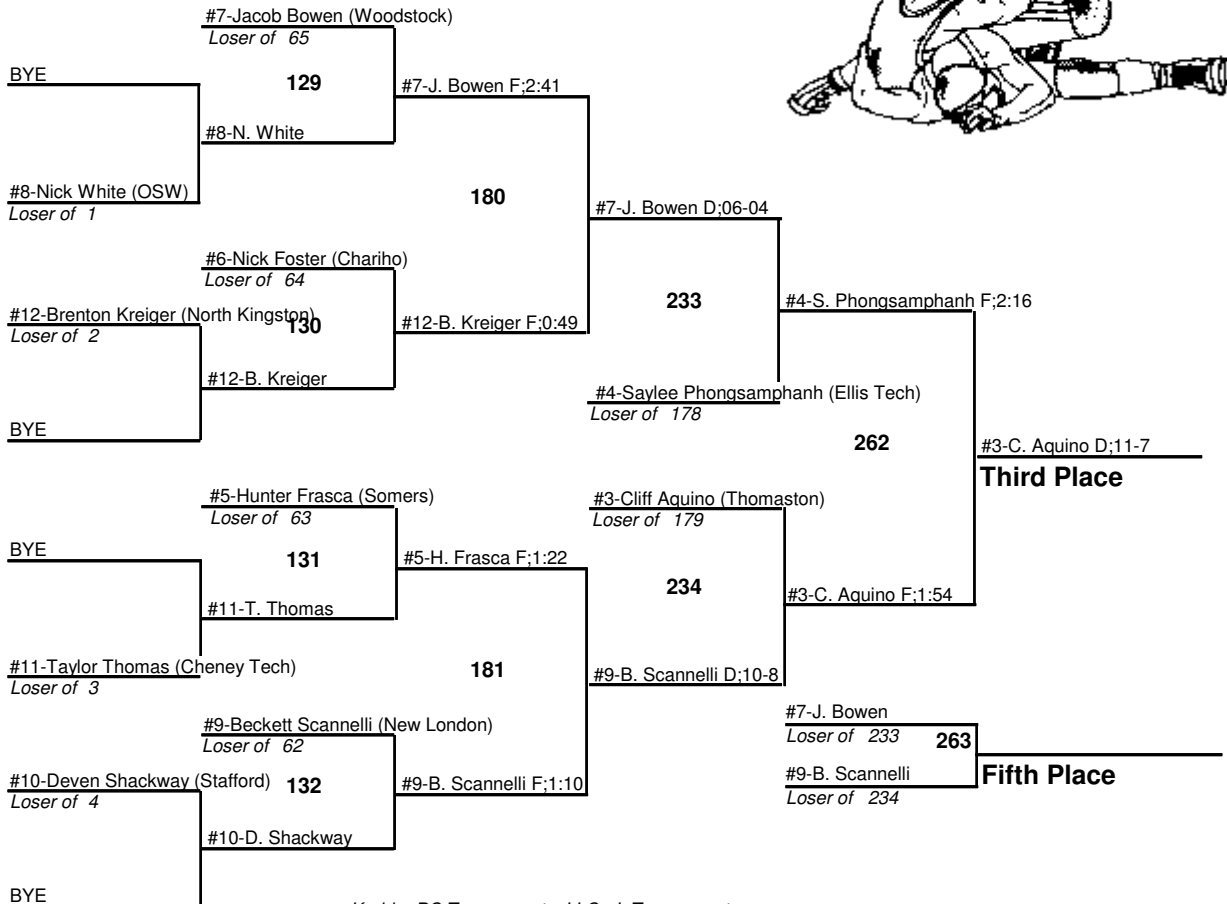 #7-Jacob Bowen (Woodstock)
Loser of 65
BYE
129
#7-J. Bowen F;2:41
#8-N. White
#8-Nick White (OSW)
Loser of 1
180
#7-J. Bowen D;06-04
#6-Nick Foster (Chariho)
Loser of 64
#12-Brenton Kreiger (North Kingston)
Loser of 2
130
#12-B. Kreiger F;0:49
233
#4-S. Phongsamphanh F;2:16
#12-B. Kreiger
#4-Saylee Phongsamphanh (Ellis Tech)
Loser of 178
BYE
262
#3-C. Aquino D;11-7
Third Place
#5-Hunter Frasca (Somers)
Loser of 63
#3-Cliff Aquino (Thomaston)
Loser of 179
BYE
131
#5-H. Frasca F;1:22
234
#3-C. Aquino F;1:54
#11-T. Thomas
#11-Taylor Thomas (Cheney Tech)
Loser of 3
181
#9-B. Scannelli D;10-8
#9-Beckett Scannelli (New London)
Loser of 62
#7-J. Bowen
Loser of 233
263
#10-Deven Shackway (Stafford)
Loser of 4
132
#9-B. Scannelli F;1:10
#9-B. Scannelli
Loser of 234
Fifth Place
#10-D. Shackway
BYE